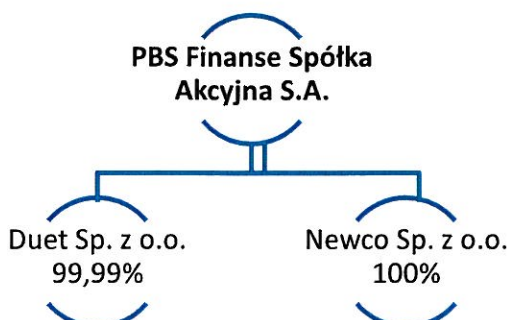 PBS Finanse Spółka
Akcyjna S.A.
Duet Sp. z o.o.
99,99%
Newco Sp. z o.o.
100%